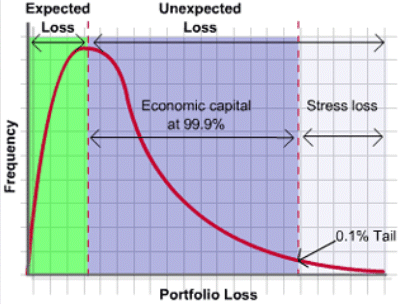 Expected
Loss
Unexpected
Loss
Economic capital
at 99.9%
Stress loss
0.1% Tail
Frequency
Portfolio Loss